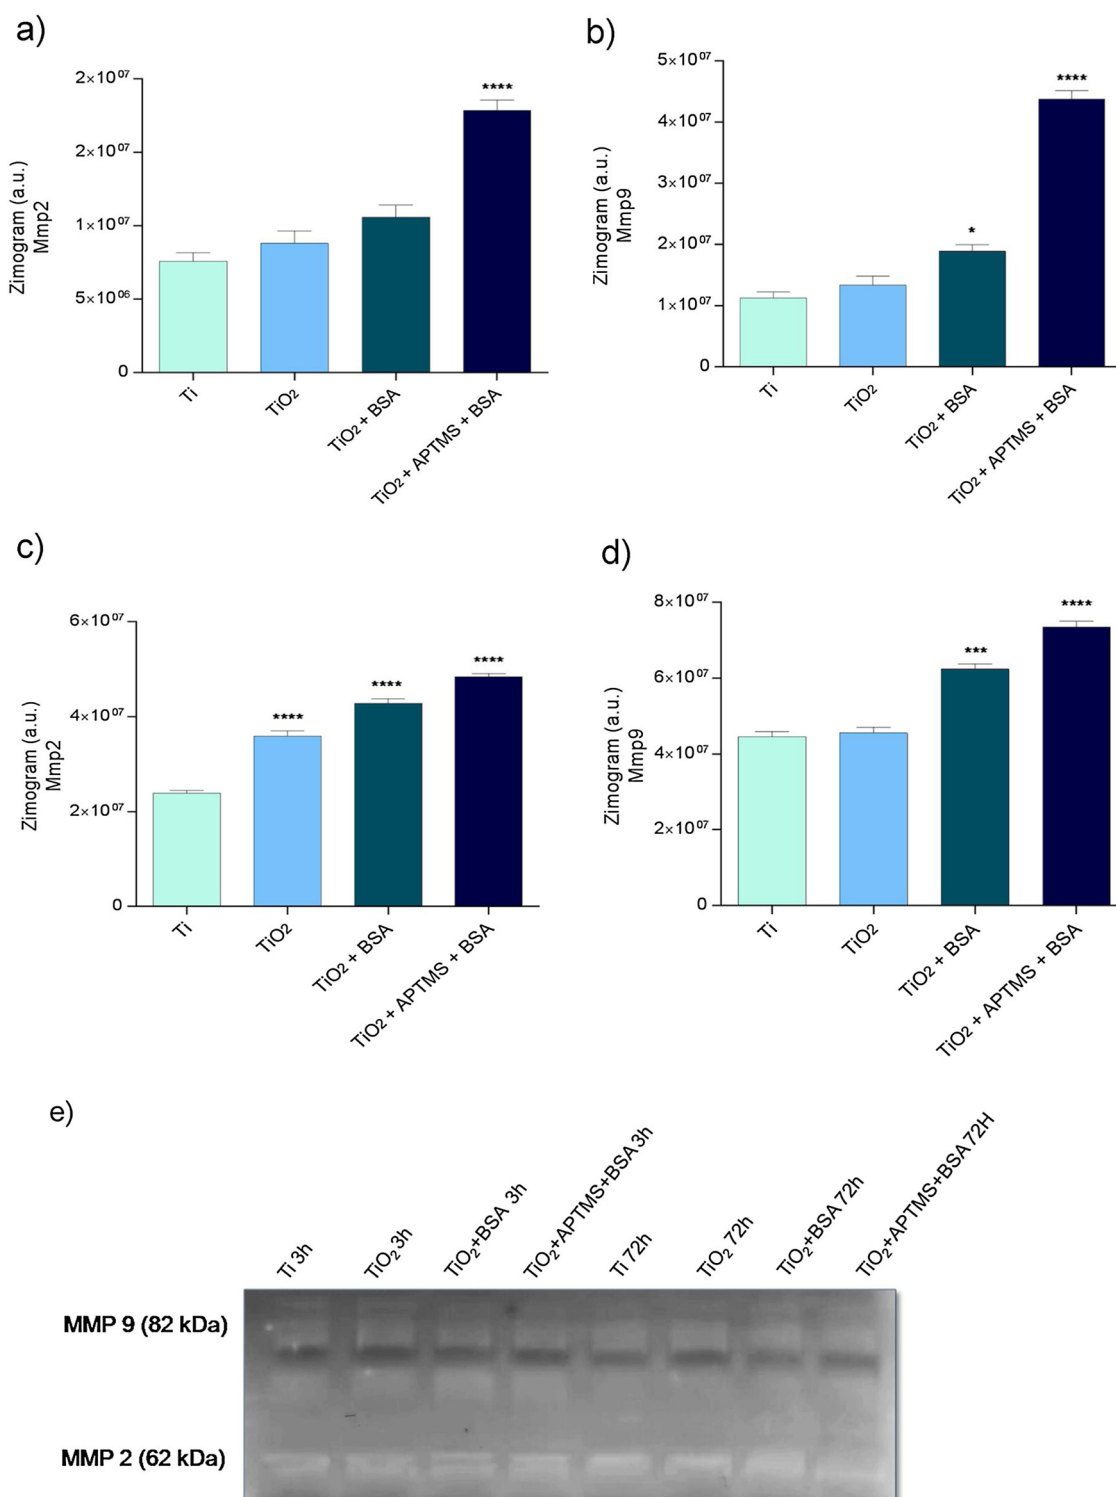 a)
Zimogram (a.u.)
Mmp2
2×10⁰⁷
2×10⁰⁷
1×10⁰⁷
5×10⁰⁶
0
****
Ti
TiO₂
TiO₂ + BSA
TiO₂ + APTMS + BSA
b)
Zimogram (a.u.)
Mmp9
5×10⁰⁷
4×10⁰⁷
3×10⁰⁷
2×10⁰⁷
1×10⁰⁷
0
*
****
Ti
TiO₂
TiO₂ + BSA
TiO₂ + APTMS + BSA
c)
Zimogram (a.u.)
Mmp2
6×10⁰⁷
4×10⁰⁷
2×10⁰⁷
0
****
****
****
Ti
TiO₂
TiO₂ + BSA
TiO₂ + APTMS + BSA
d)
Zimogram (a.u.)
Mmp9
8×10⁰⁷
6×10⁰⁷
4×10⁰⁷
2×10⁰⁷
0
***
****
Ti
TiO₂
TiO₂ + BSA
TiO₂ + APTMS + BSA
e)
Ti 3h
TiO₂ 3h
TiO₂+BSA 3h
TiO₂+APTMS+BSA 3h
Ti 72h
TiO₂ 72h
TiO₂+BSA 72h
TiO₂+APTMS+BSA 72H
MMP 9 (82 kDa)
MMP 2 (62 kDa)